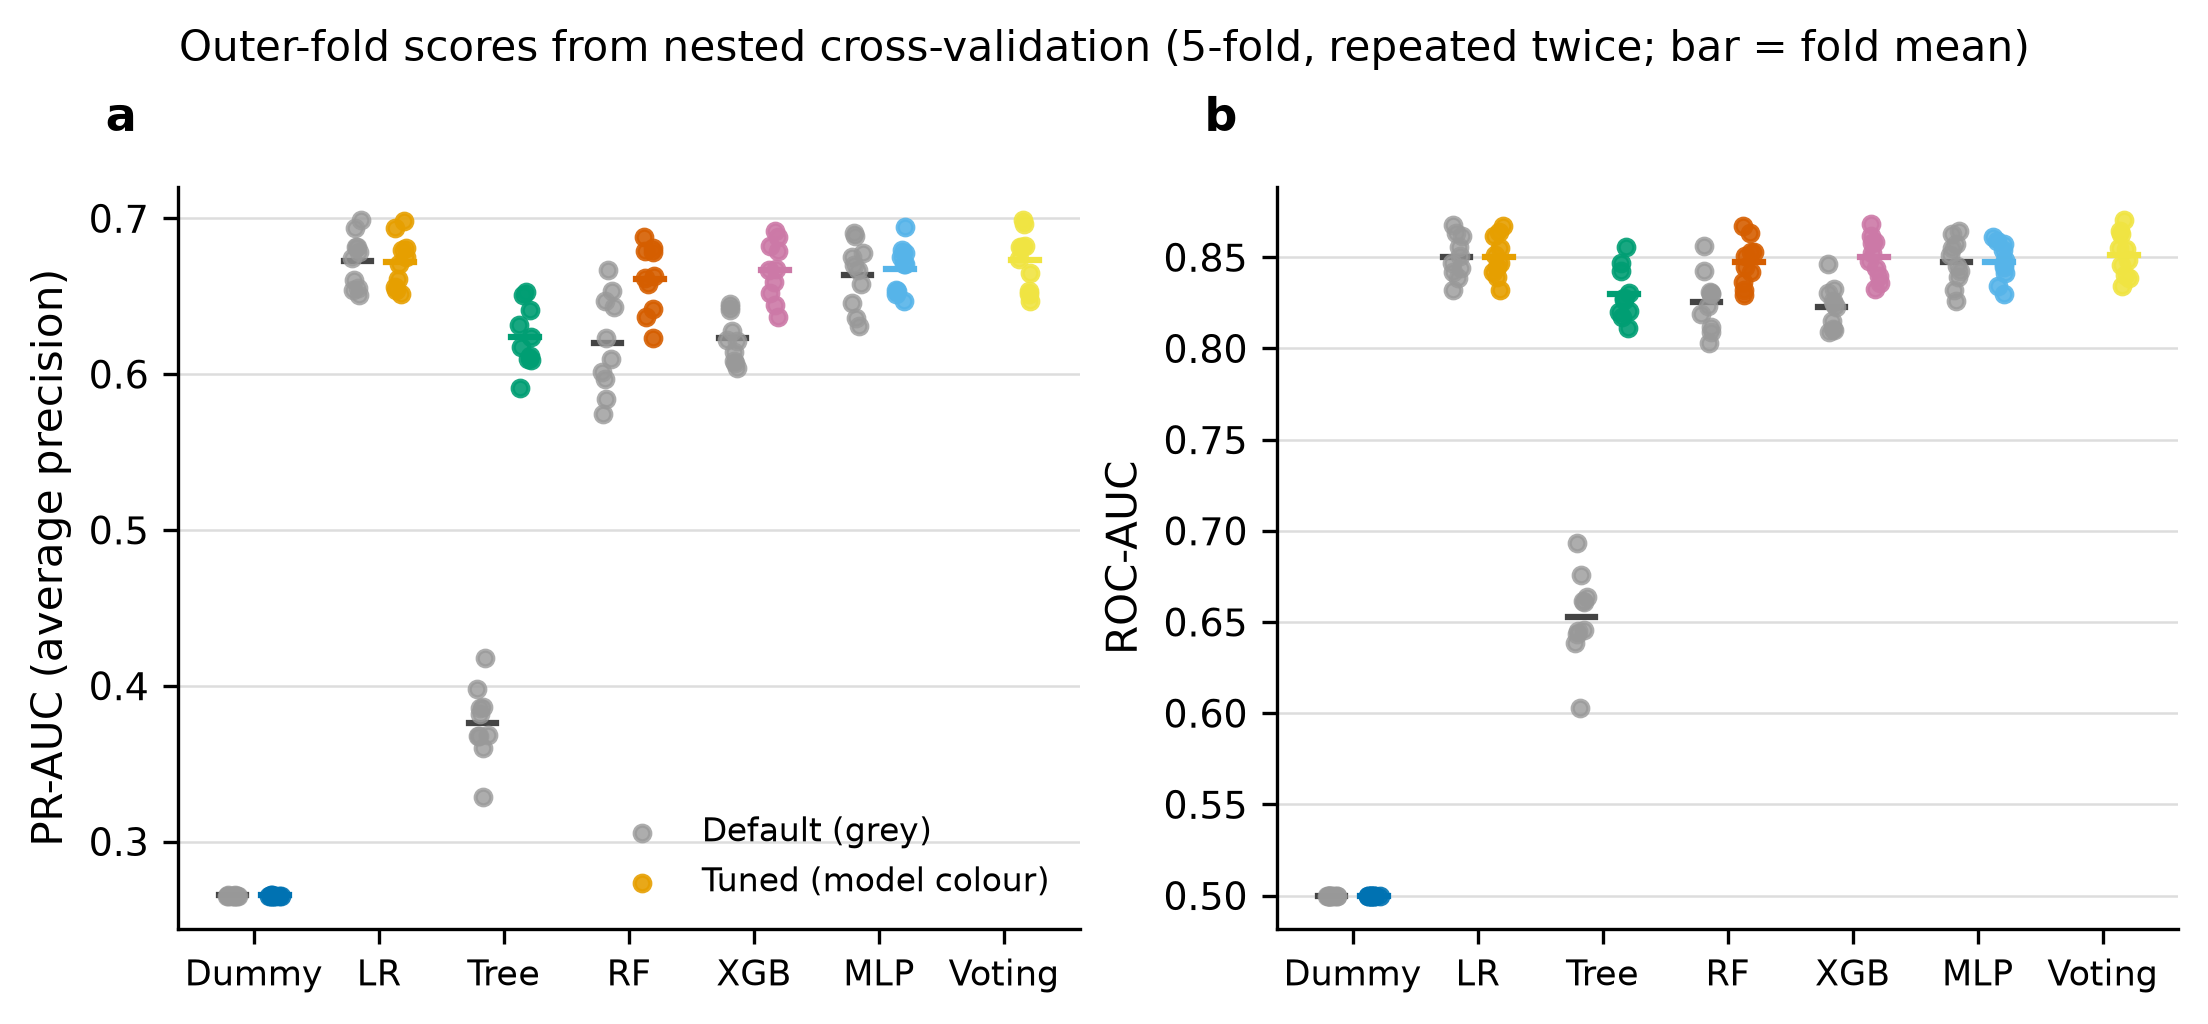 Outer-fold scores from nested cross-validation (5-fold, repeated twice; bar = fold mean)
a
PR-AUC (average precision)
0.7
0.6
0.5
0.4
0.3
Default (grey)
Tuned (model colour)
Dummy LR Tree RF XGB MLP Voting
b
ROC-AUC
0.85
0.80
0.75
0.70
0.65
0.60
0.55
0.50
Dummy LR Tree RF XGB MLP Voting